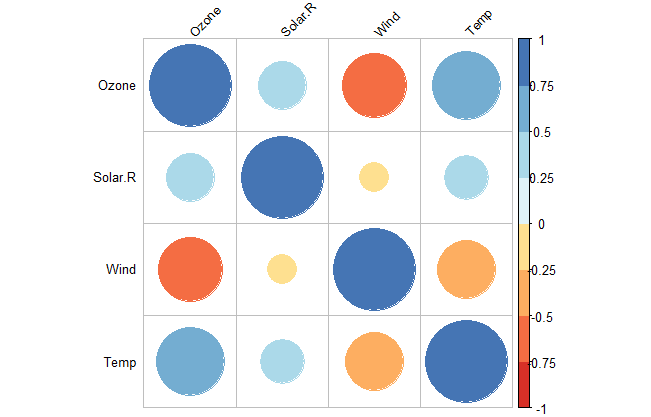 Ozone
Solar.R
Wind
Temp
Ozone
Solar.R
Wind
Temp
1
0.75
0.5
0.25
0
-0.25
-0.5
-0.75
-1